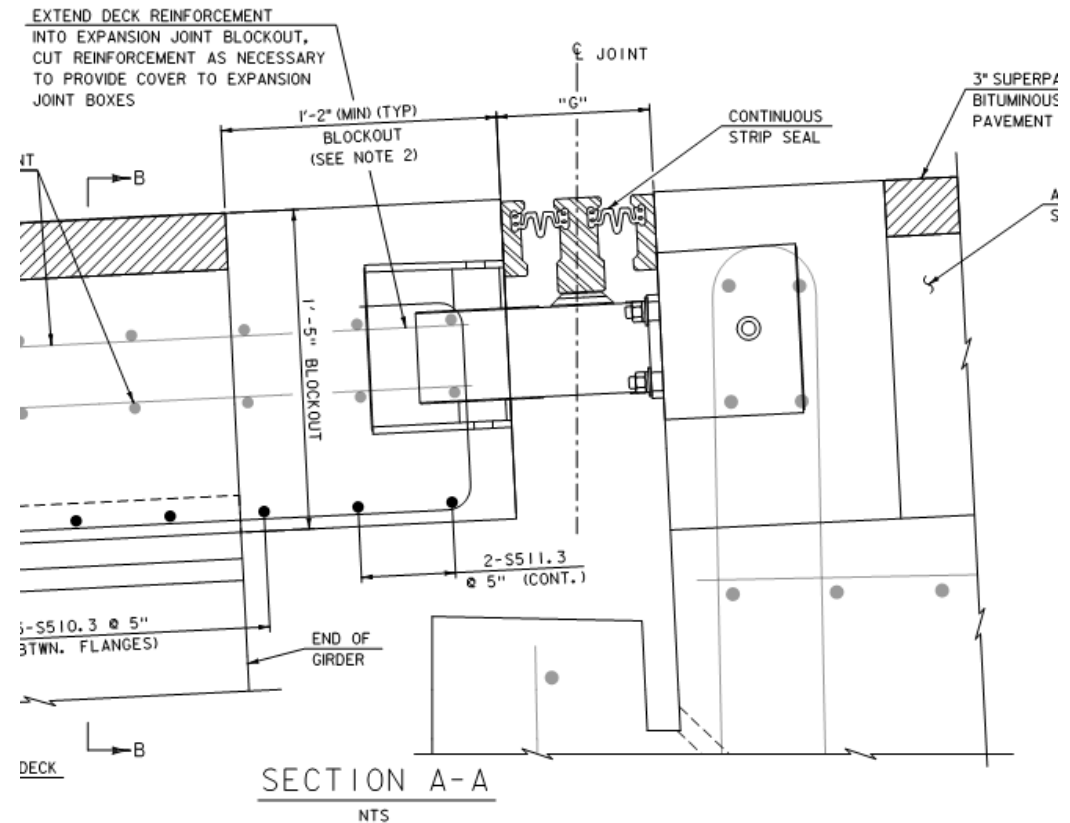 EXTEND DECK REINFORCEMENT
INTO EXPANSION JOINT BLOCKOUT,
CUT REINFORCEMENT AS NECESSARY
TO PROVIDE COVER TO EXPANSION
JOINT BOXES
℄ JOINT
1'-2" (MIN) (TYP)
BLOCKOUT
(SEE NOTE 2)
"G"
CONTINUOUS
STRIP SEAL
3" SUPERPA
BITUMINOUS
PAVEMENT
NT
B
A
S
1'-5" BLOCKOUT
2-S511.3
@ 5" (CONT.)
-S510.3 @ 5"
BTWN. FLANGES)
END OF
GIRDER
B
DECK
SECTION A-A
NTS